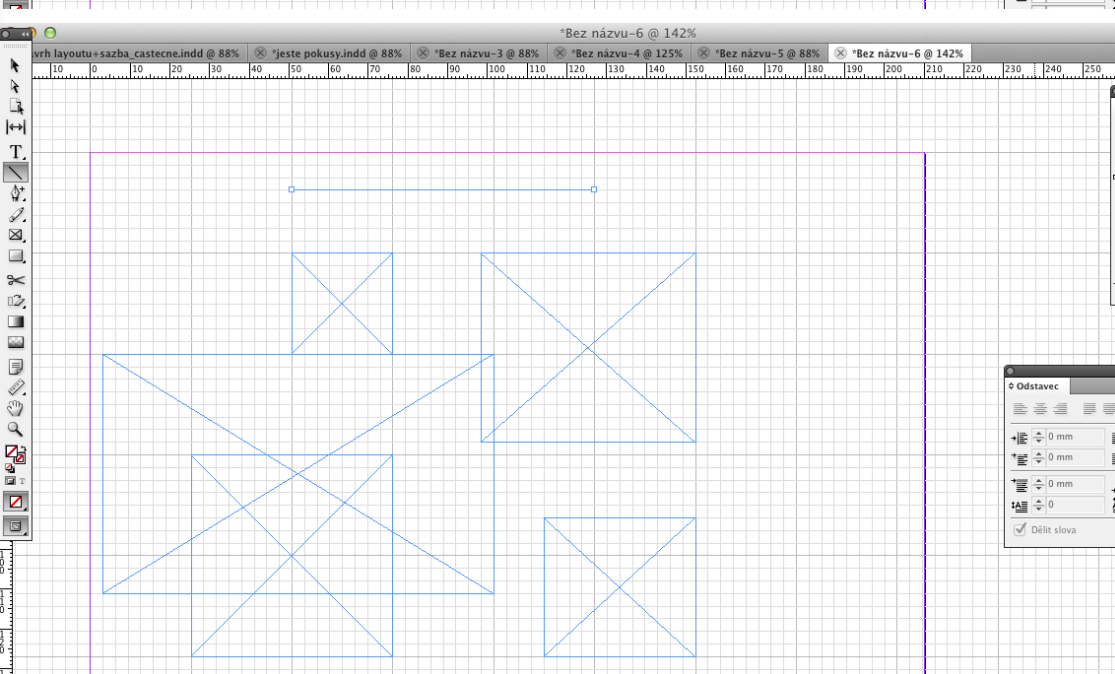 *Bez názvu-6 @ 142%
vrh layoutu+sazba_castecne.indd @ 88% *jeste pokusy.indd @ 88% *Bez názvu-3 @ 88% *Bez názvu-4 @ 125% *Bez názvu-5 @ 88% *Bez názvu-6 @ 142%
10 0 10 20 30 40 50 60 70 80 90 100 110 120 130 140 150 160 170 180 190 200 210 220 230 240 250
Odstavec
0 mm
0 mm
0 mm
0
Dělit slova